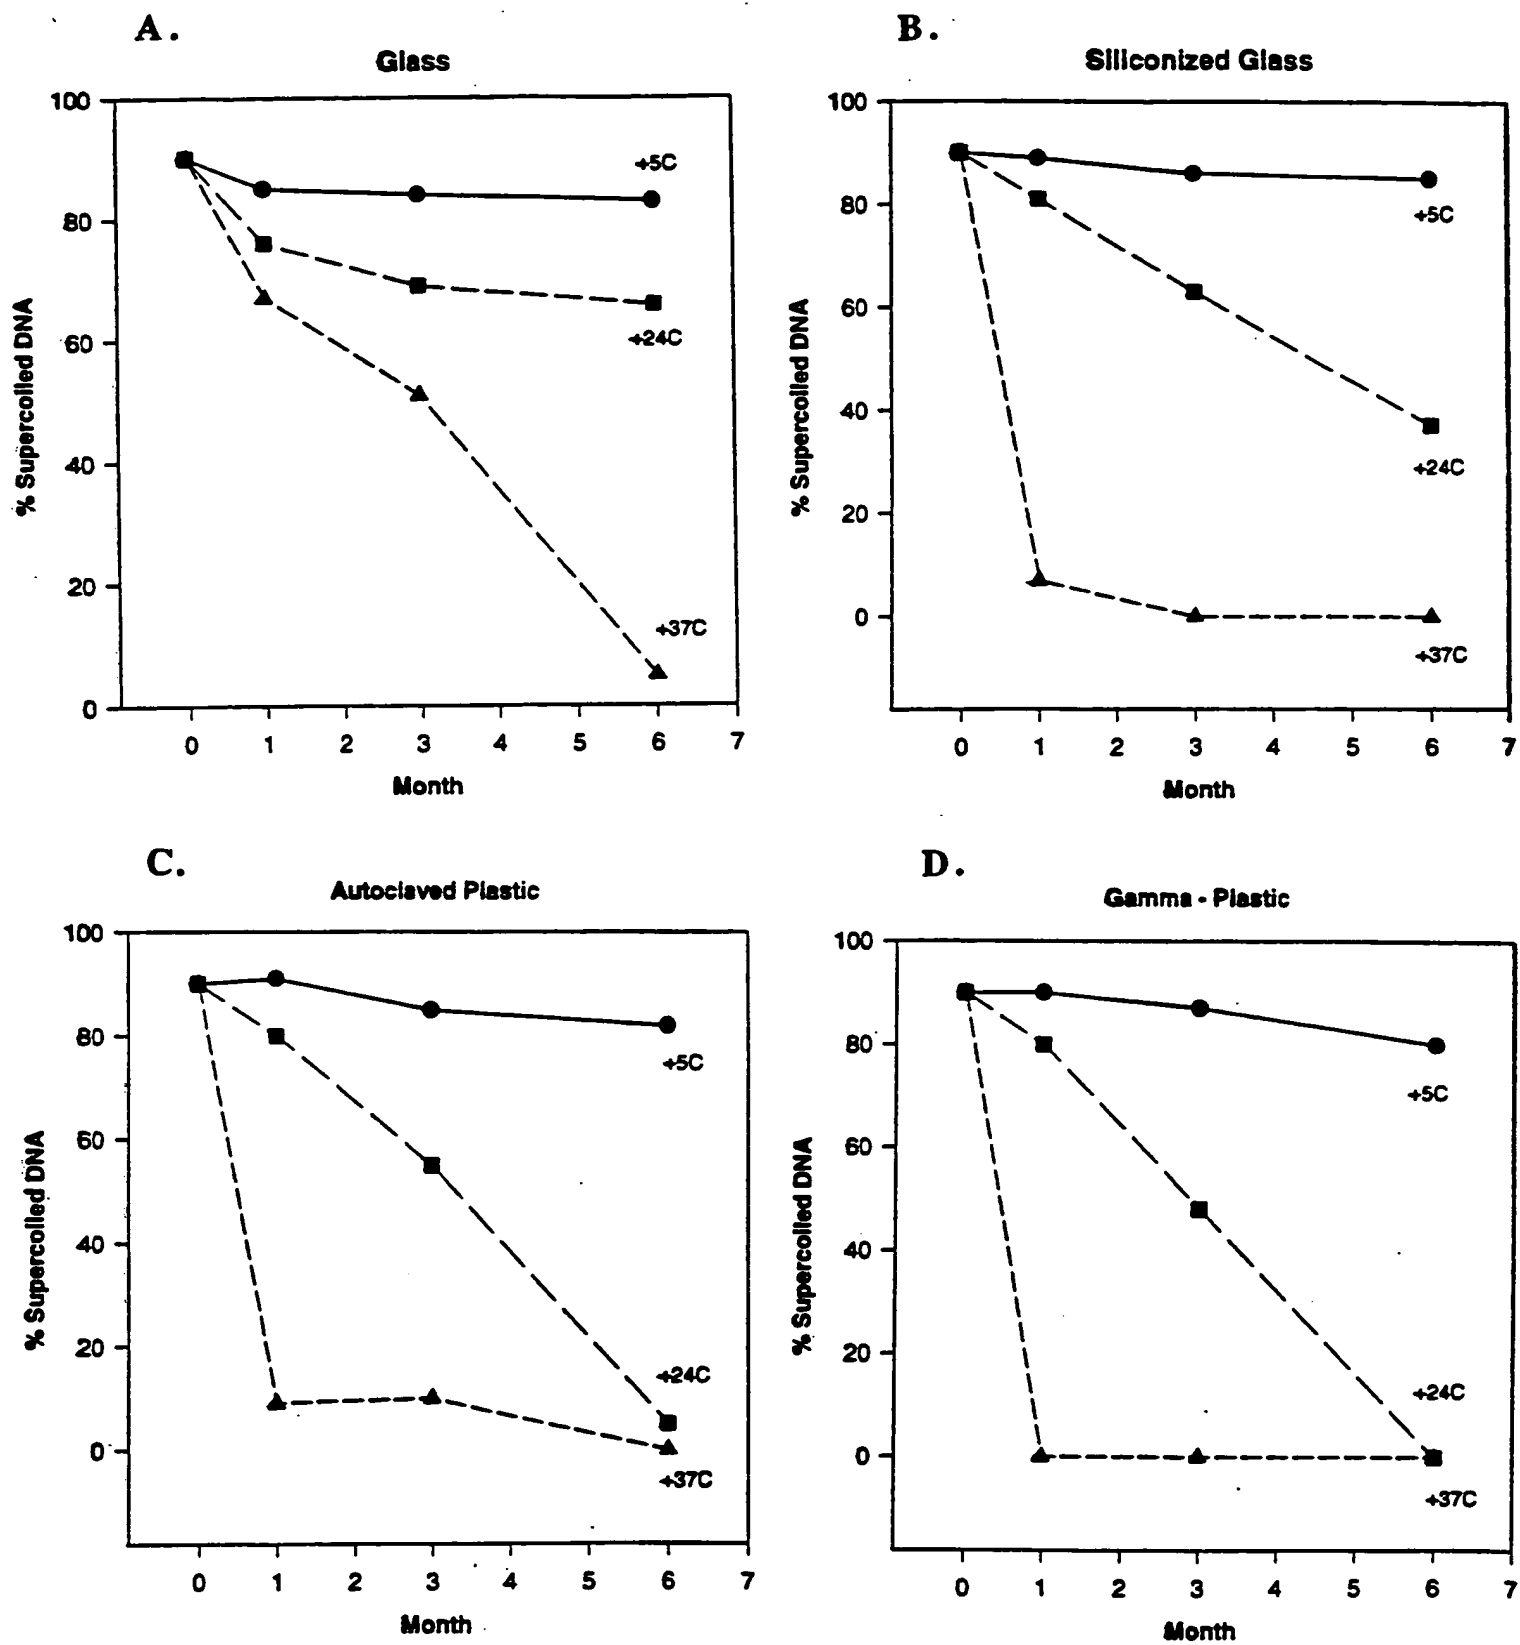 A.
Glass
100
80
60
40
20
0
% Supercoiled DNA
+5C
+24C
+37C
0 1 2 3 4 5 6 7
Month
B.
Siliconized Glass
100
80
60
40
20
0
% Supercoiled DNA
+5C
+24C
+37C
0 1 2 3 4 5 6 7
Month
C.
Autoclaved Plastic
100
80
60
40
20
0
% Supercoiled DNA
+5C
+24C
+37C
0 1 2 3 4 5 6 7
Month
D.
Gamma - Plastic
100
80
60
40
20
0
% Supercoiled DNA
+5C
+24C
+37C
0 1 2 3 4 5 6 7
Month